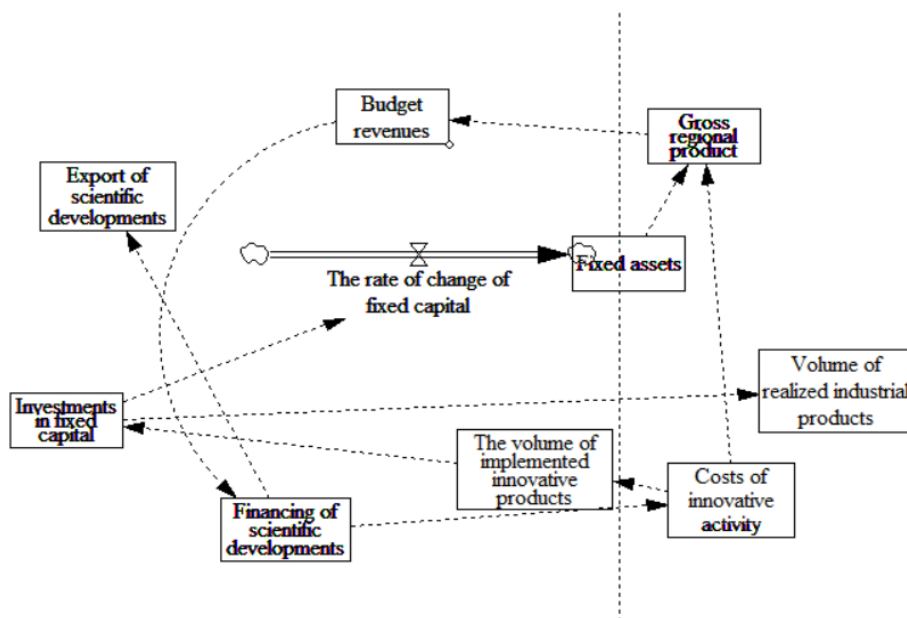 Budget
revenues
Gross
regional
product
Export of
scientific
developments
Fixed assets
The rate of change of
fixed capital
Volume of
realized industrial
products
Investments
in fixed
capital
The volume of
implemented
innovative
products
Costs of
innovative
activity
Financing of
scientific
developments